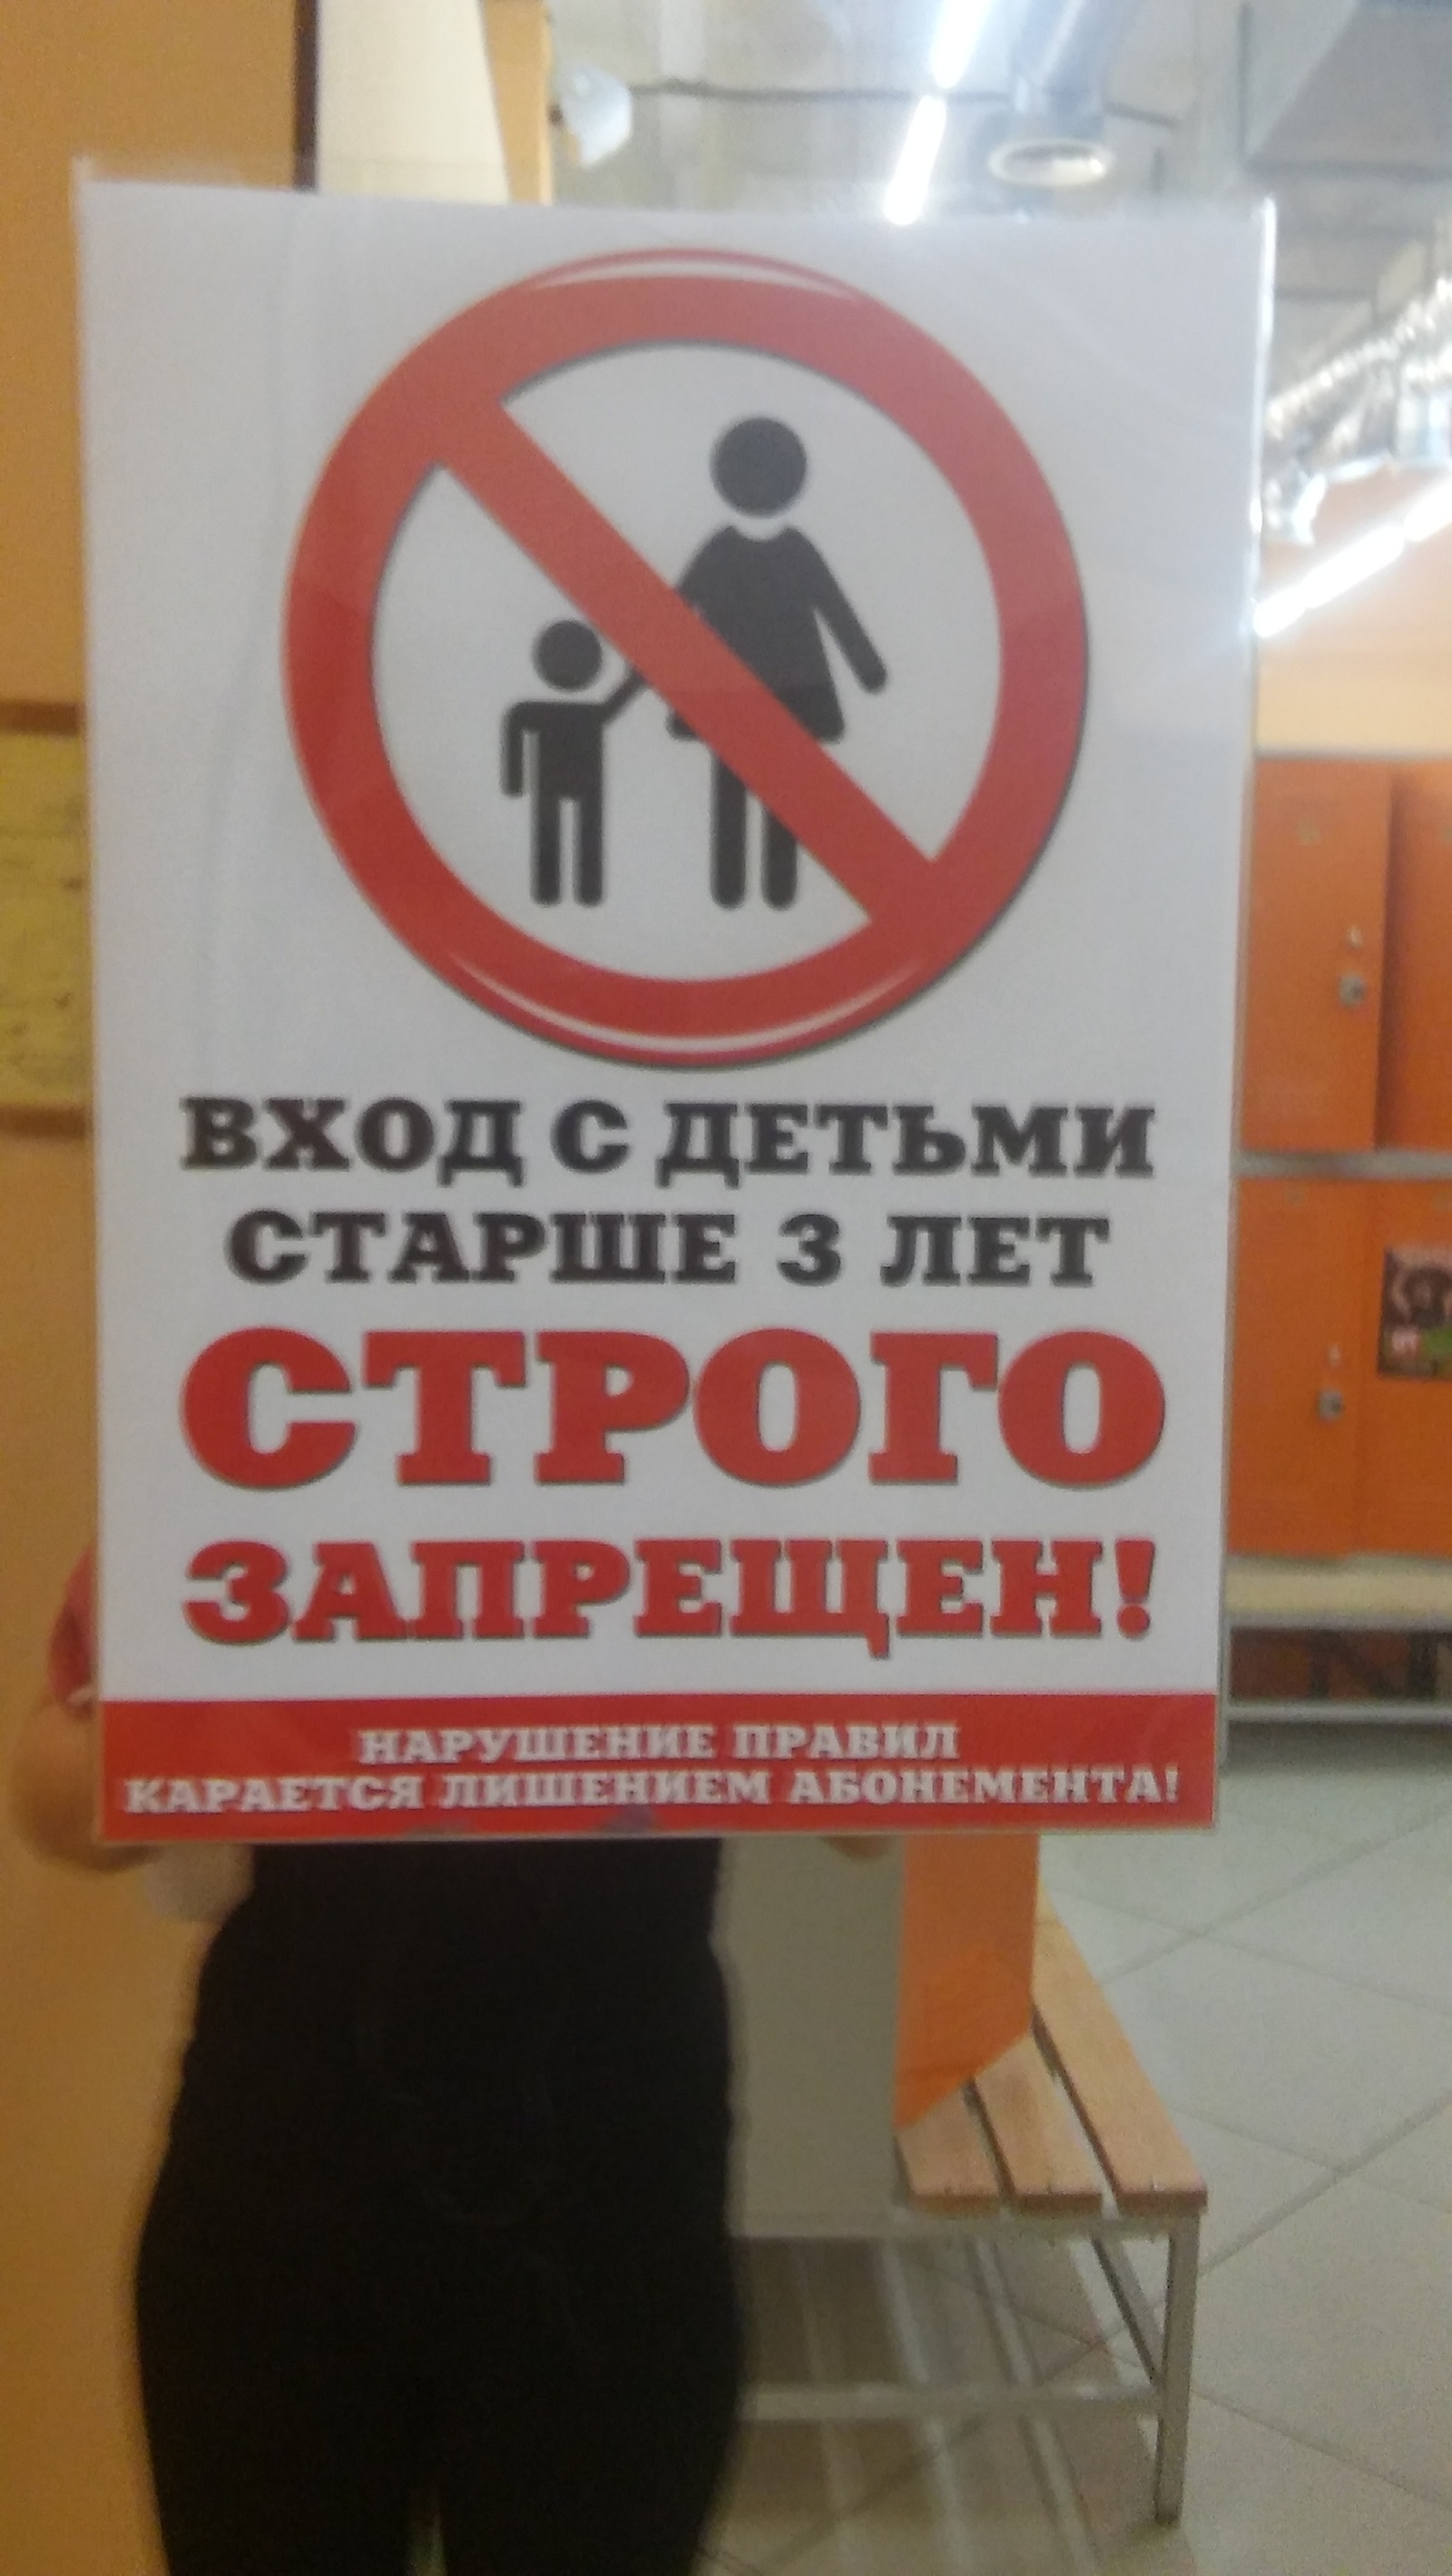 ВХОД С ДЕТЬМИ
СТАРШЕ 3 ЛЕТ
СТРОГО
ЗАПРЕЩЕН!
НАРУШЕНИЕ ПРАВИЛ
КАРАЕТСЯ ЛИШЕНИЕМ АБОНЕМЕНТА!